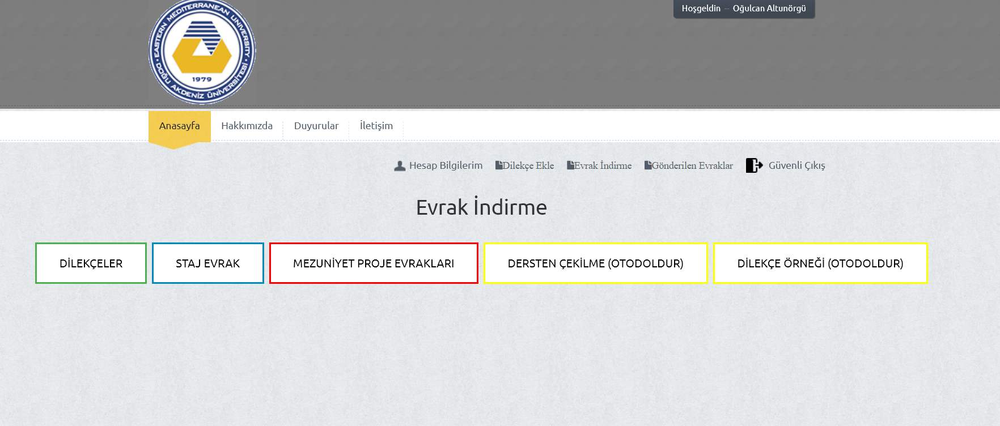 EASTERN MEDITERRANEAN UNIVERSITY
1979
DOĞU AKDENİZ ÜNİVERSİTESİ
Hoşgeldin -- Oğulcan Altunörgü
Anasayfa Hakkımızda Duyurular İletişim
Hesap Bilgilerim Dilekçe Ekle Evrak İndirme Gönderilen Evraklar Güvenli Çıkış
Evrak İndirme
DİLEKÇELER STAJ EVRAK MEZUNİYET PROJE EVRAKLARI DERSTEN ÇEKİLME (OTODOLDUR) DİLEKÇE ÖRNEĞİ (OTODOLDUR)